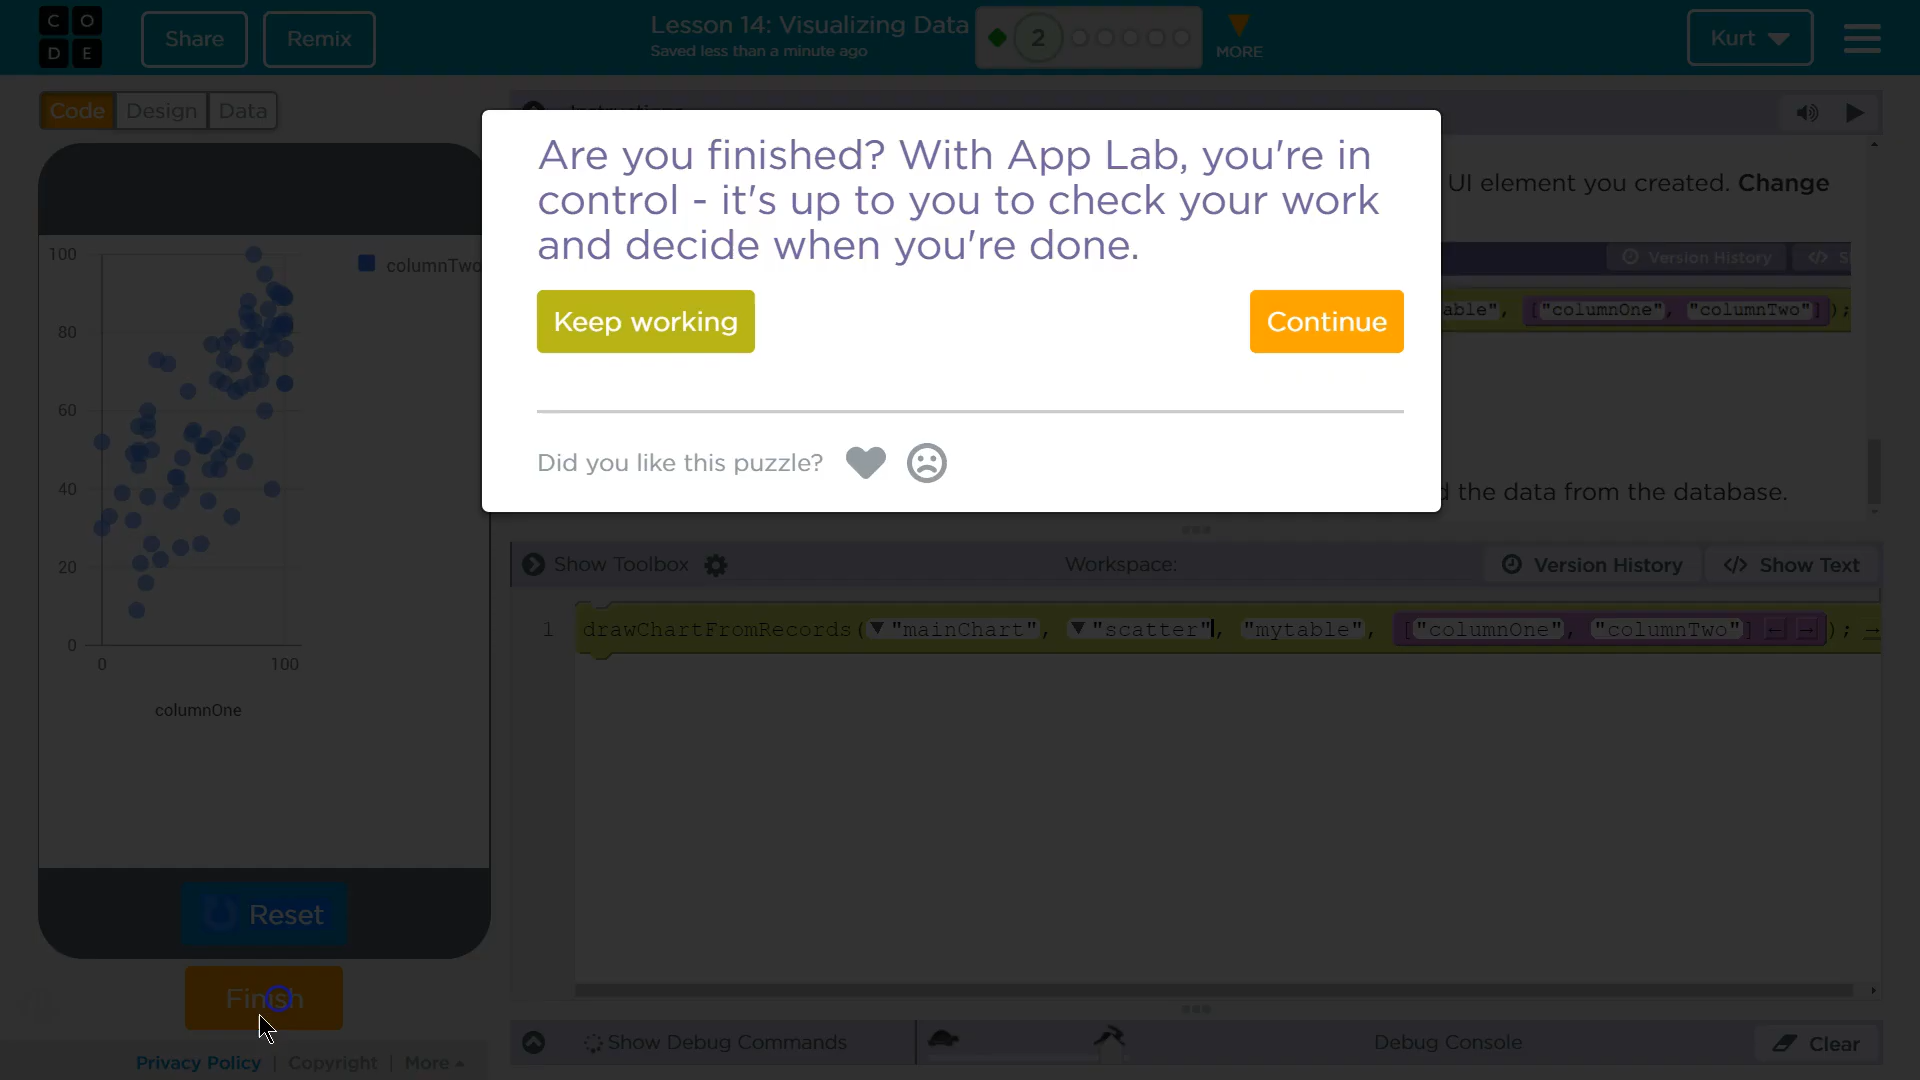 C O
D E
Share
Remix
Lesson 14: Visualizing Data
Saved less than a minute ago
2
MORE
Kurt
Code
Design
Data
Are you finished? With App Lab, you're in
control - it's up to you to check your work
and decide when you're done.
Keep working
Continue
Did you like this puzzle?
UI element you created. Change
Version History
able", ["columnOne", "columnTwo"]);
d the data from the database.
100
80
60
40
20
0
0
100
columnTwo
columnOne
Reset
Finish
Show Toolbox
Workspace:
Version History
</> Show Text
1
drawChartFromRecords(▼"mainChart", ▼"scatter", "mytable", ["columnOne", "columnTwo"] ← →); →
Show Debug Commands
Debug Console
Clear
Privacy Policy | Copyright | More